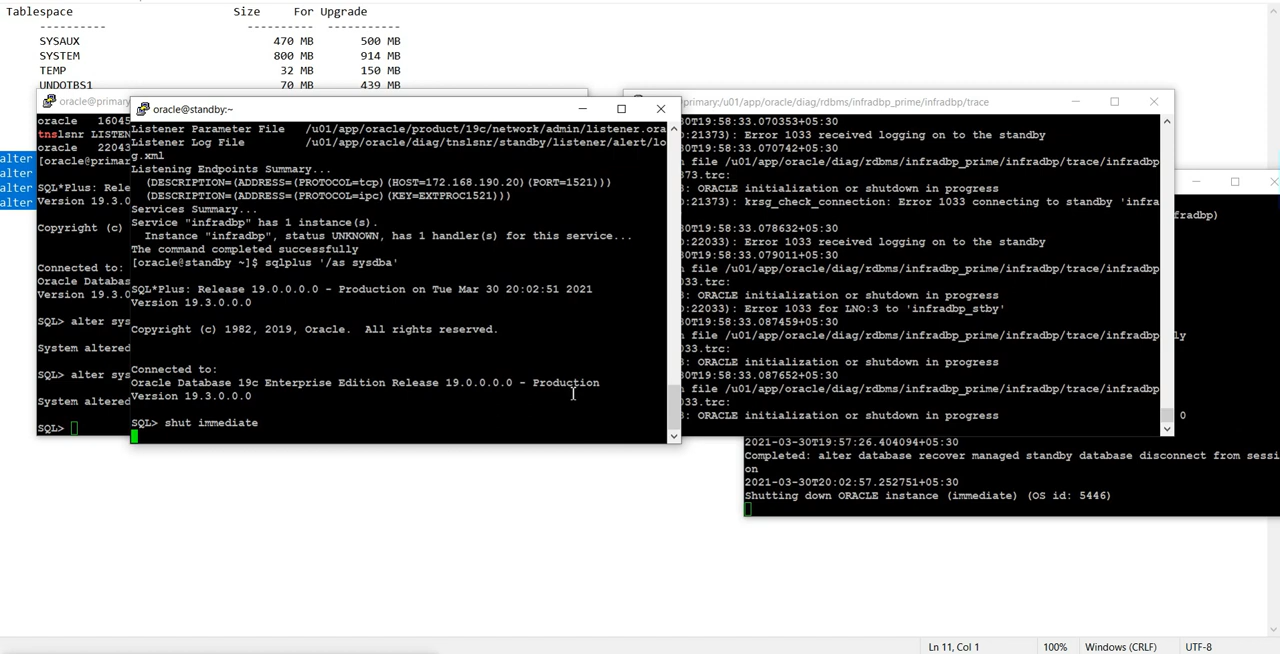 Tablespace Size For Upgrade
---------- ---------- -----------
SYSAUX 470 MB 500 MB
SYSTEM 800 MB 914 MB
TEMP 32 MB 150 MB
UNDOTBS1 70 MB 439 MB
alter
alter
alter
alter
oracle@primary
oracle 16045
tnslsnr LISTEN
oracle 22043
[oracle@primar
SQL*Plus: Rele
Version 19.3.0
Copyright (c)
Connected to:
Oracle Databas
Version 19.3.0
SQL> alter sys
System altered
SQL> alter sys
System altered
SQL>
oracle@standby:~
Listener Parameter File /u01/app/oracle/product/19c/network/admin/listener.ora
Listener Log File /u01/app/oracle/diag/tnslsnr/standby/listener/alert/lo
g.xml
Listening Endpoints Summary...
(DESCRIPTION=(ADDRESS=(PROTOCOL=tcp)(HOST=172.168.190.20)(PORT=1521)))
(DESCRIPTION=(ADDRESS=(PROTOCOL=ipc)(KEY=EXTPROC1521)))
Services Summary...
Service "infradbp" has 1 instance(s).
Instance "infradbp", status UNKNOWN, has 1 handler(s) for this service...
The command completed successfully
[oracle@standby ~]$ sqlplus '/as sysdba'
SQL*Plus: Release 19.0.0.0.0 - Production on Tue Mar 30 20:02:51 2021
Version 19.3.0.0.0
Copyright (c) 1982, 2019, Oracle. All rights reserved.
Connected to:
Oracle Database 19c Enterprise Edition Release 19.0.0.0.0 - Production
Version 19.3.0.0.0
SQL> shut immediate
primary:/u01/app/oracle/diag/rdbms/infradbp_prime/infradbp/trace
30T19:58:33.070353+05:30
:21373): Error 1033 received logging on to the standby
30T19:58:33.070742+05:30
n file /u01/app/oracle/diag/rdbms/infradbp_prime/infradbp/trace/infradbp
373.trc:
: ORACLE initialization or shutdown in progress
:21373): krsg_check_connection: Error 1033 connecting to standby 'infra
30T19:58:33.078632+05:30
:22033): Error 1033 received logging on to the standby
30T19:58:33.079011+05:30
n file /u01/app/oracle/diag/rdbms/infradbp_prime/infradbp/trace/infradbp
033.trc:
: ORACLE initialization or shutdown in progress
:22033): Error 1033 for LNO:3 to 'infradbp_stby'
30T19:58:33.087459+05:30
n file /u01/app/oracle/diag/rdbms/infradbp_prime/infradbp/trace/infradbp
033.trc:
: ORACLE initialization or shutdown in progress
30T19:58:33.087652+05:30
n file /u01/app/oracle/diag/rdbms/infradbp_prime/infradbp/trace/infradbp
033.trc:
: ORACLE initialization or shutdown in progress
fradbp)
ly
0
2021-03-30T19:57:26.404094+05:30
Completed: alter database recover managed standby database disconnect from sessi
on
2021-03-30T20:02:57.252751+05:30
Shutting down ORACLE instance (immediate) (OS id: 5446)
Ln 11, Col 1 100% Windows (CRLF) UTF-8